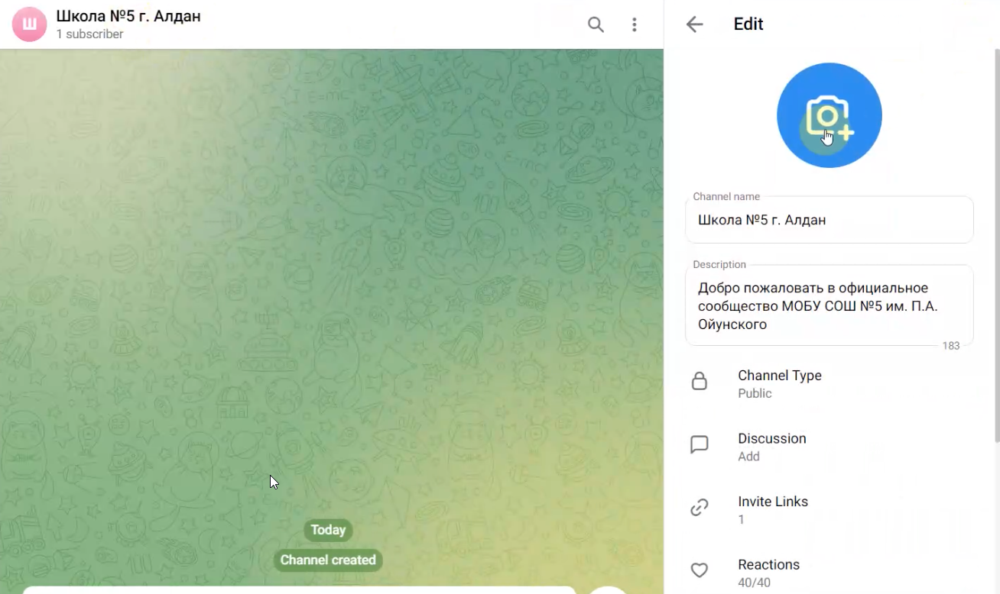 Ш
Школа №5 г. Алдан
1 subscriber
E=mc
Today
Channel created
Edit
Channel name
Школа №5 г. Алдан
Description
Добро пожаловать в официальное
сообщество МОБУ СОШ №5 им. П.А.
Ойунского
183
Channel Type
Public
Discussion
Add
Invite Links
1
Reactions
40/40